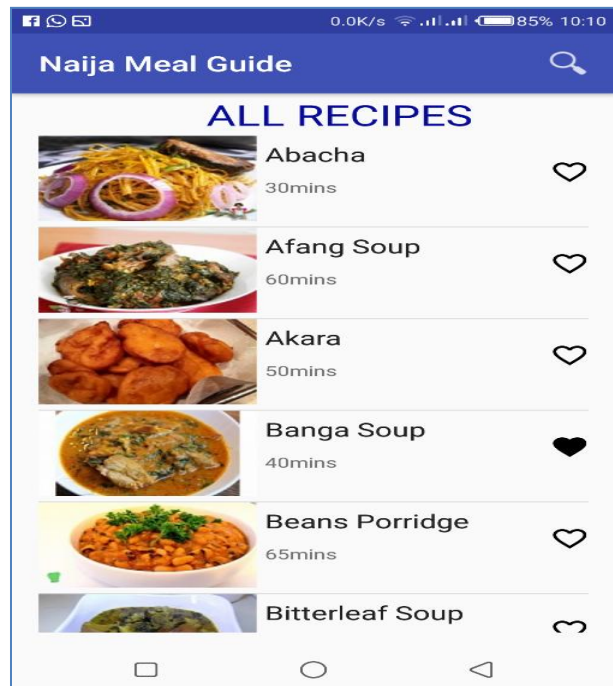 0.0K/s 85% 10:10
Naija Meal Guide
ALL RECIPES
Abacha
30mins
Afang Soup
60mins
Akara
50mins
Banga Soup
40mins
Beans Porridge
65mins
Bitterleaf Soup